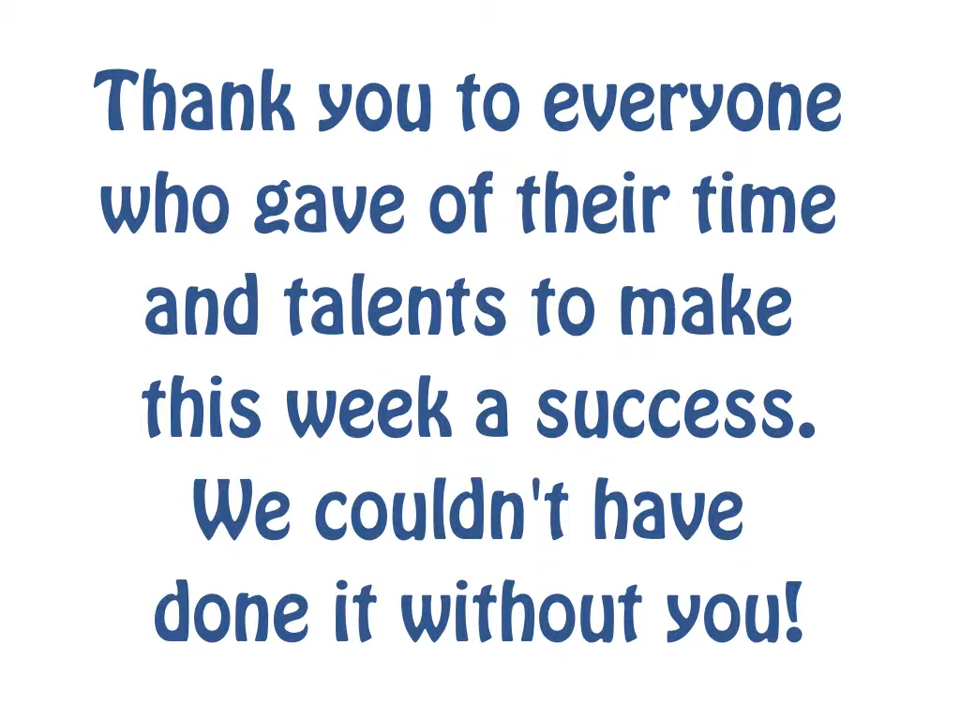 Thank you to everyone
who gave of their time
and talents to make
this week a success.
We couldn't have
done it without you!